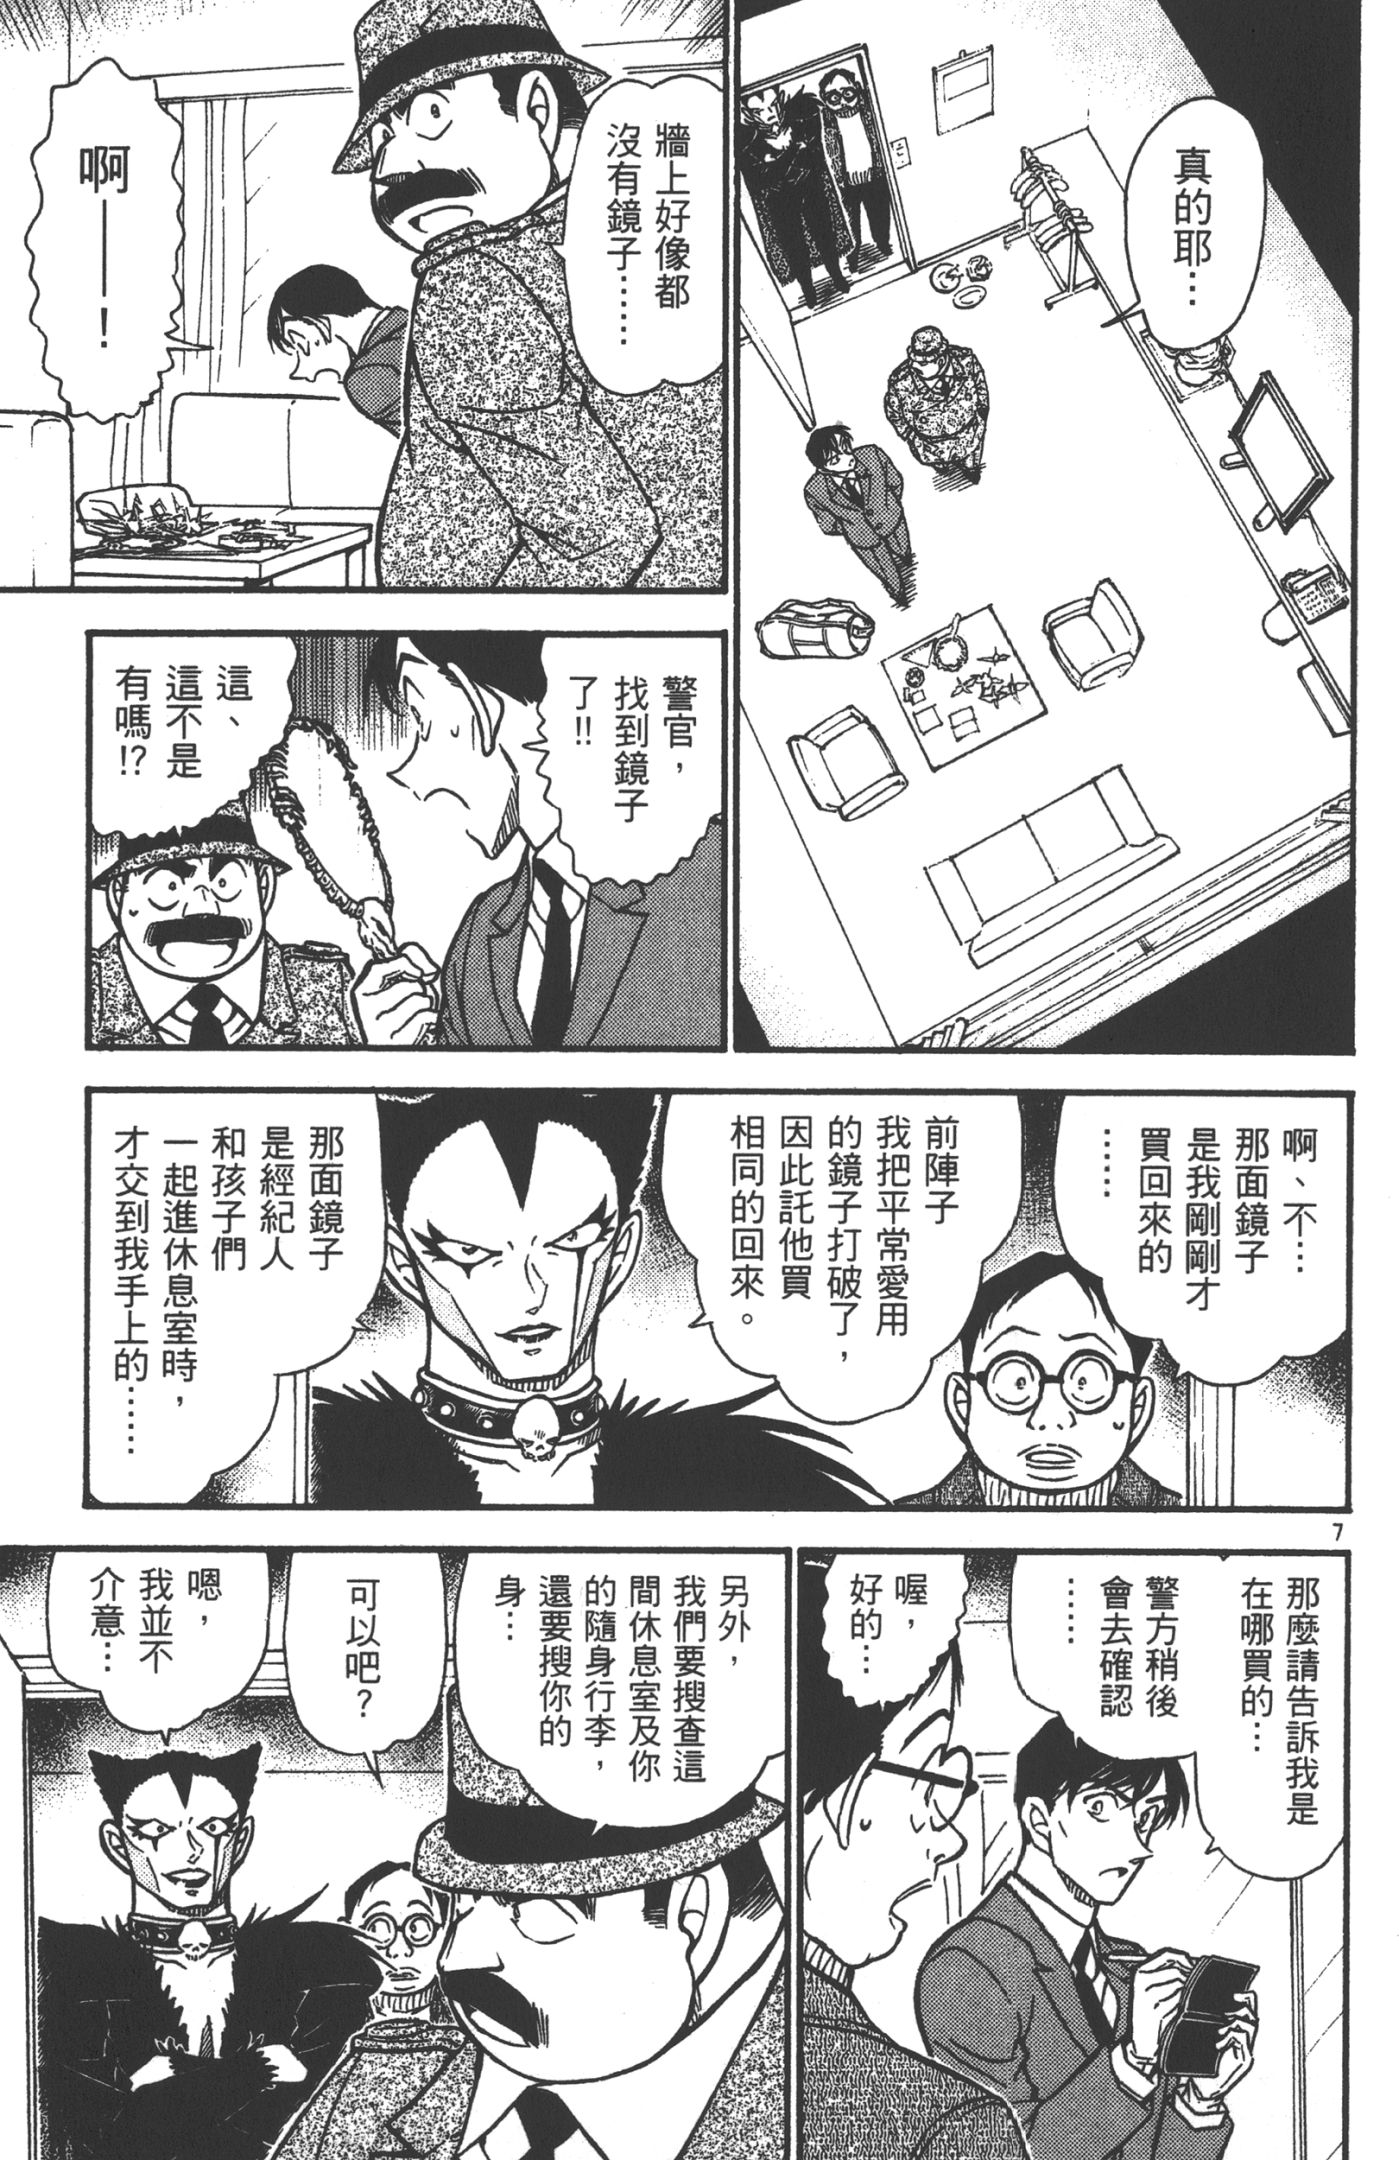 真的耶…
牆上好像都
沒有鏡子……
啊——！
警官，
找到鏡子
了!!
這、
這不是
有嗎!?
啊、不…
那面鏡子
是我剛剛才
買回來的
……
前陣子
我把平常愛用
的鏡子打破了，
因此託他買
相同的回來。
那面鏡子
是經紀人
和孩子們
一起進休息室時，
才交到我手上的……
7
那麼請告訴我是
在哪買的…
警方稍後
會去確認
……
喔，
好的…
另外，
我們要搜查這
間休息室及你
的隨身行李，
還要搜你的
身…
可以吧？
嗯，
我並不
介意…